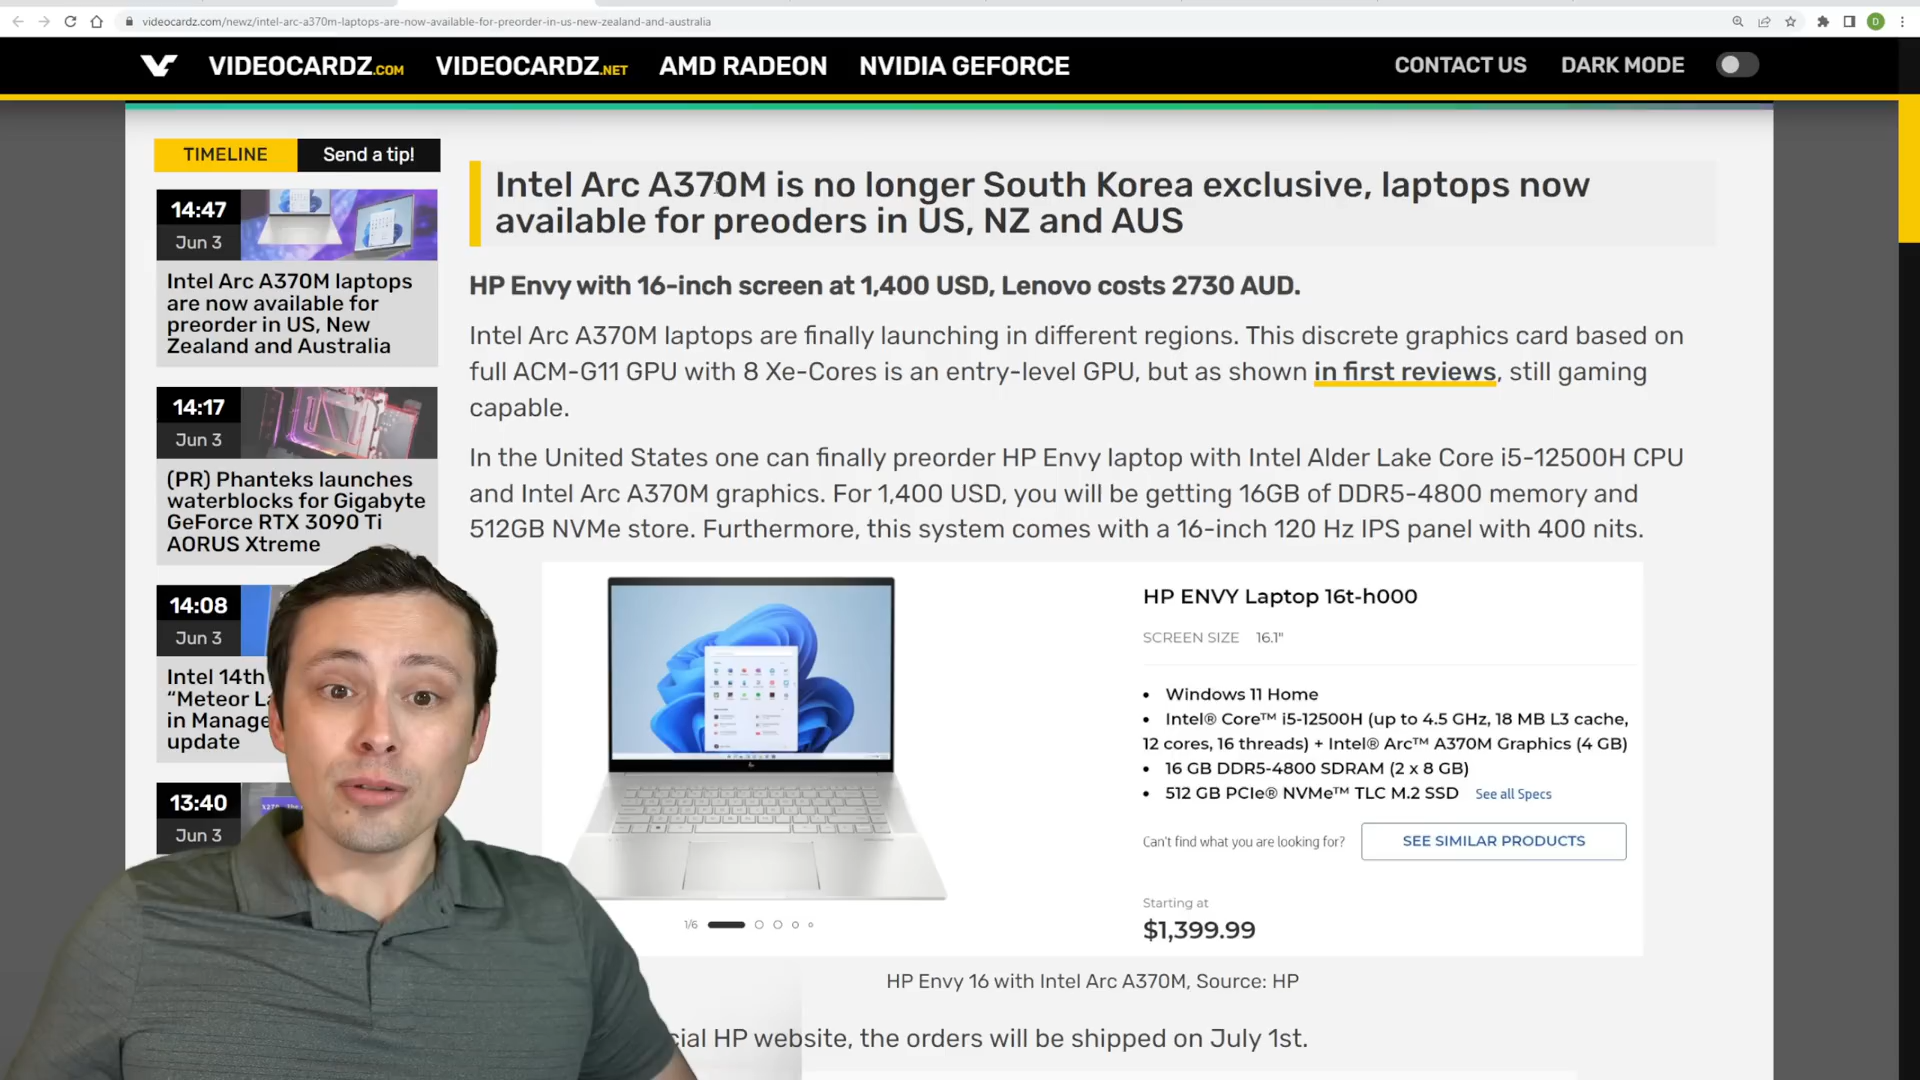 videocardz.com/newz/intel-arc-a370m-laptops-are-now-available-for-preorder-in-us-new-zealand-and-australia
D
VIDEOCARDZ.COM
VIDEOCARDZ.NET
AMD RADEON
NVIDIA GEFORCE
CONTACT US
DARK MODE
TIMELINE
Send a tip!
14:47
Jun 3
Intel Arc A370M laptops
are now available for
preorder in US, New
Zealand and Australia
14:17
Jun 3
(PR) Phanteks launches
waterblocks for Gigabyte
GeForce RTX 3090 Ti
AORUS Xtreme
14:08
Jun 3
Intel 14th
“Meteor La
in Manage
update
13:40
Jun 3
Intel Arc A370M is no longer South Korea exclusive, laptops now
available for preoders in US, NZ and AUS
HP Envy with 16-inch screen at 1,400 USD, Lenovo costs 2730 AUD.
Intel Arc A370M laptops are finally launching in different regions. This discrete graphics card based on
full ACM-G11 GPU with 8 Xe-Cores is an entry-level GPU, but as shown in first reviews, still gaming
capable.
In the United States one can finally preorder HP Envy laptop with Intel Alder Lake Core i5-12500H CPU
and Intel Arc A370M graphics. For 1,400 USD, you will be getting 16GB of DDR5-4800 memory and
512GB NVMe store. Furthermore, this system comes with a 16-inch 120 Hz IPS panel with 400 nits.
1/6
HP ENVY Laptop 16t-h000
SCREEN SIZE 16.1"
• Windows 11 Home
• Intel® Core™ i5-12500H (up to 4.5 GHz, 18 MB L3 cache,
12 cores, 16 threads) + Intel® Arc™ A370M Graphics (4 GB)
• 16 GB DDR5-4800 SDRAM (2 x 8 GB)
• 512 GB PCIe® NVMe™ TLC M.2 SSD See all Specs
Can't find what you are looking for?
SEE SIMILAR PRODUCTS
Starting at
$1,399.99
HP Envy 16 with Intel Arc A370M, Source: HP
cial HP website, the orders will be shipped on July 1st.